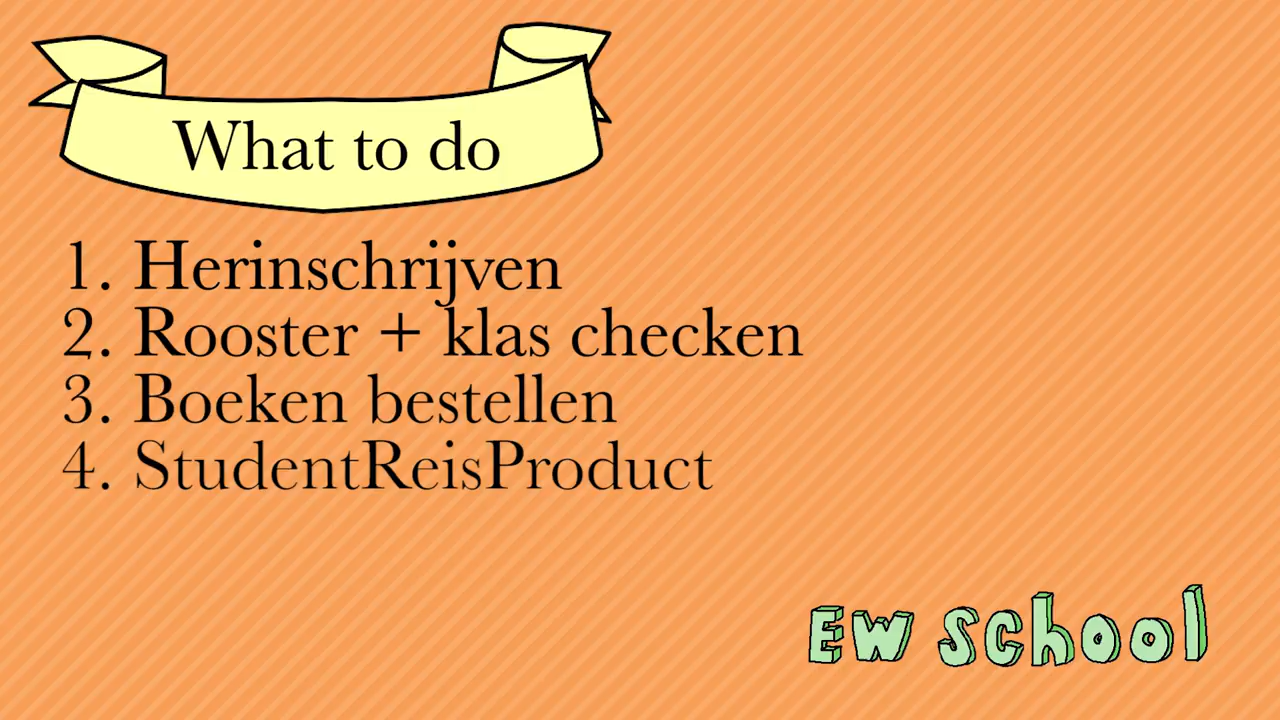 What to do
1. Herinschrijven
2. Rooster + klas checken
3. Boeken bestellen
4. StudentReisProduct
EW School